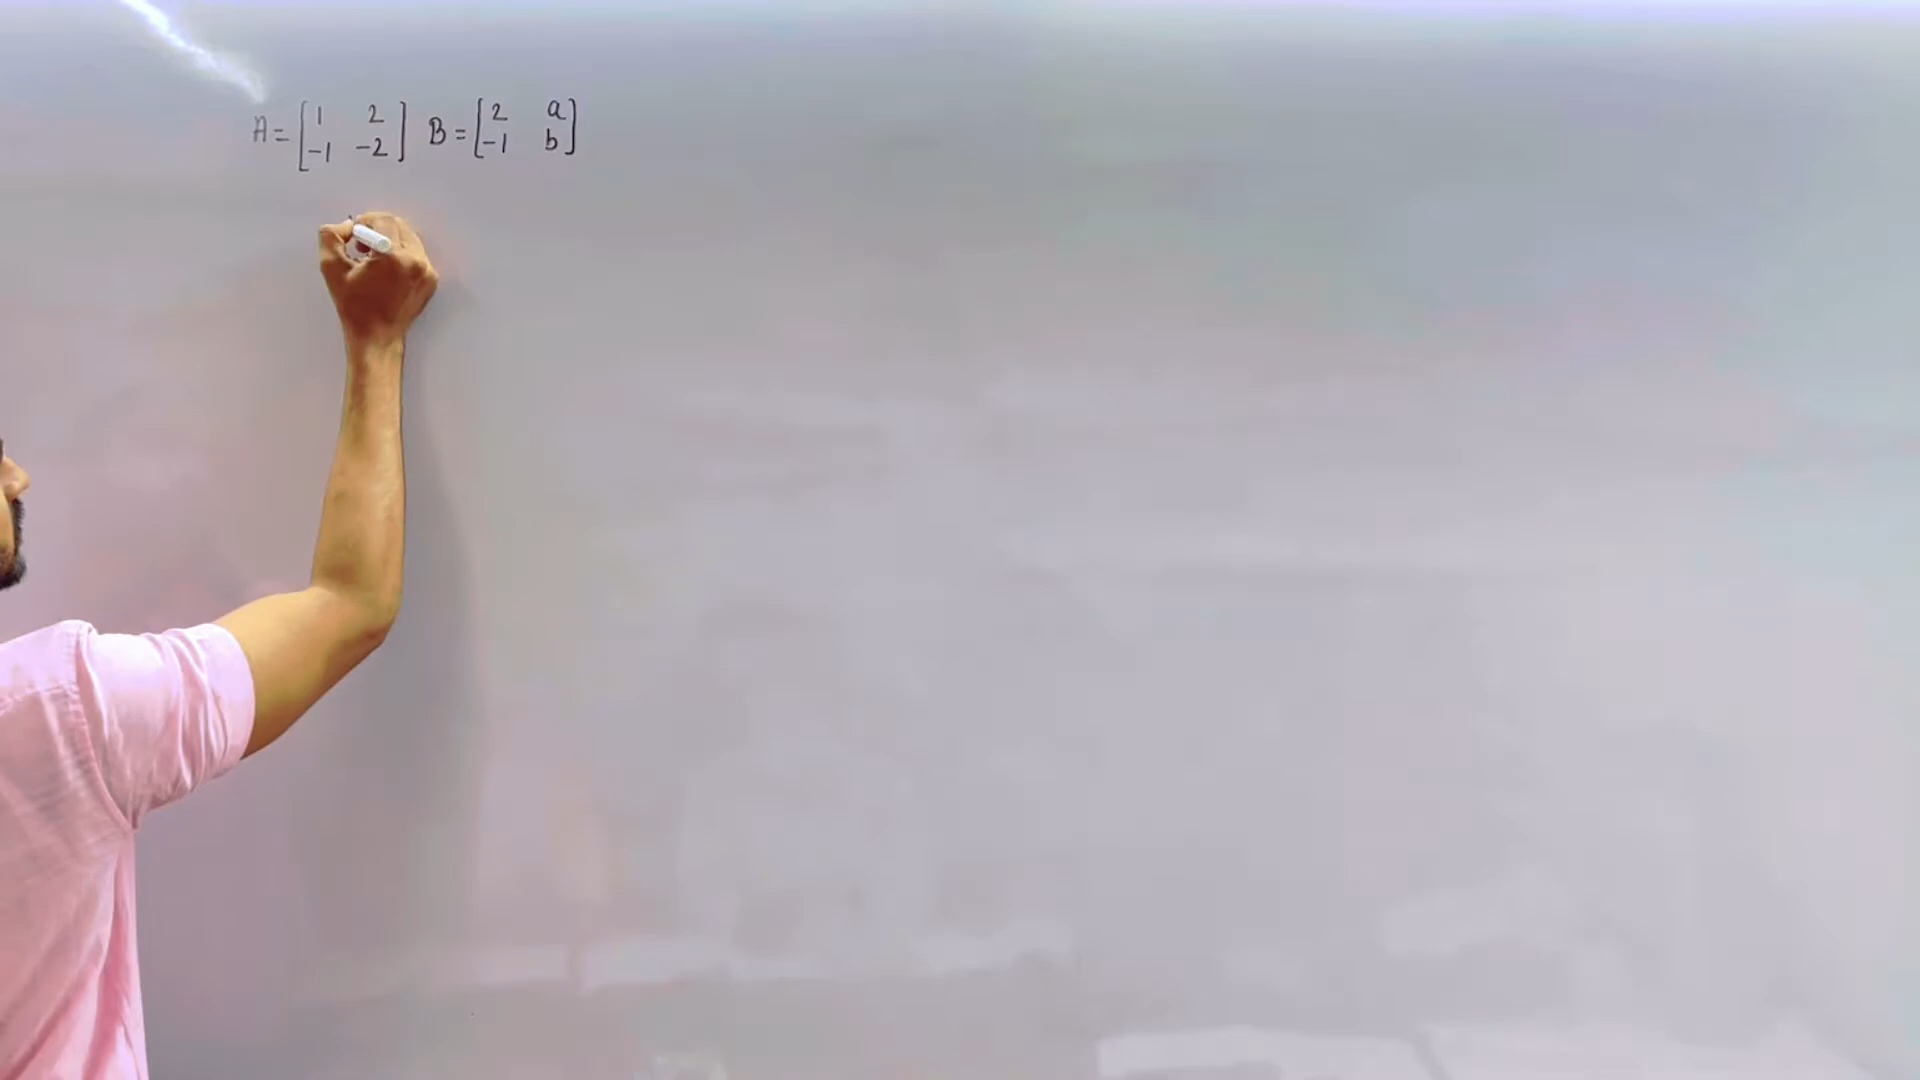 A = [1 2 B = [2 a
-1 -2] -1 b]